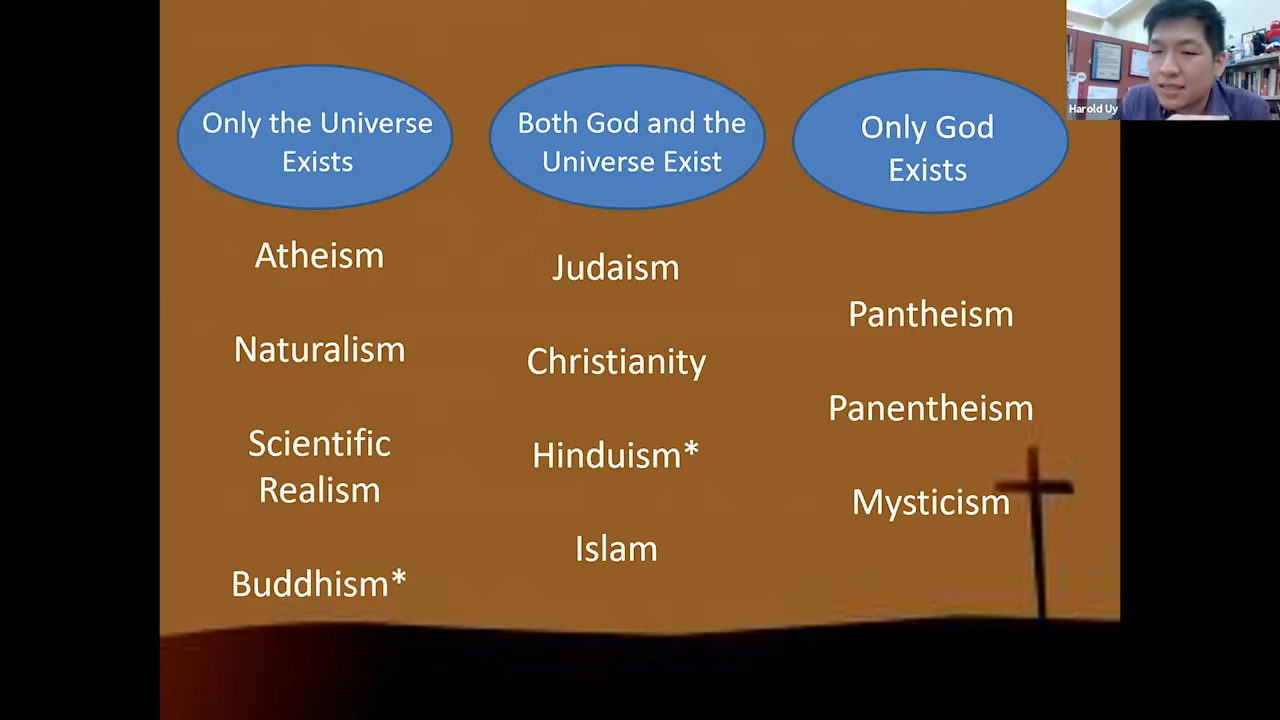 Only the Universe
Exists
Both God and the
Universe Exist
Only God
Exists
Harold Uy
Atheism
Naturalism
Scientific
Realism
Buddhism*
Judaism
Christianity
Hinduism*
Islam
Pantheism
Panentheism
Mysticism